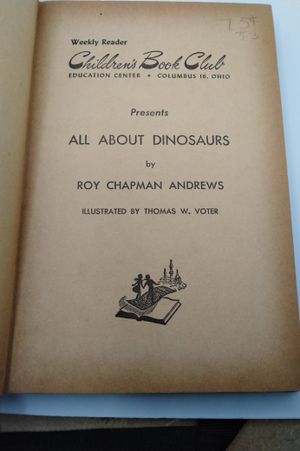 75¢
Weekly Reader
Children's Book Club
EDUCATION CENTER • COLUMBUS 16, OHIO
Presents
ALL ABOUT DINOSAURS
by
ROY CHAPMAN ANDREWS
ILLUSTRATED BY THOMAS W. VOTER